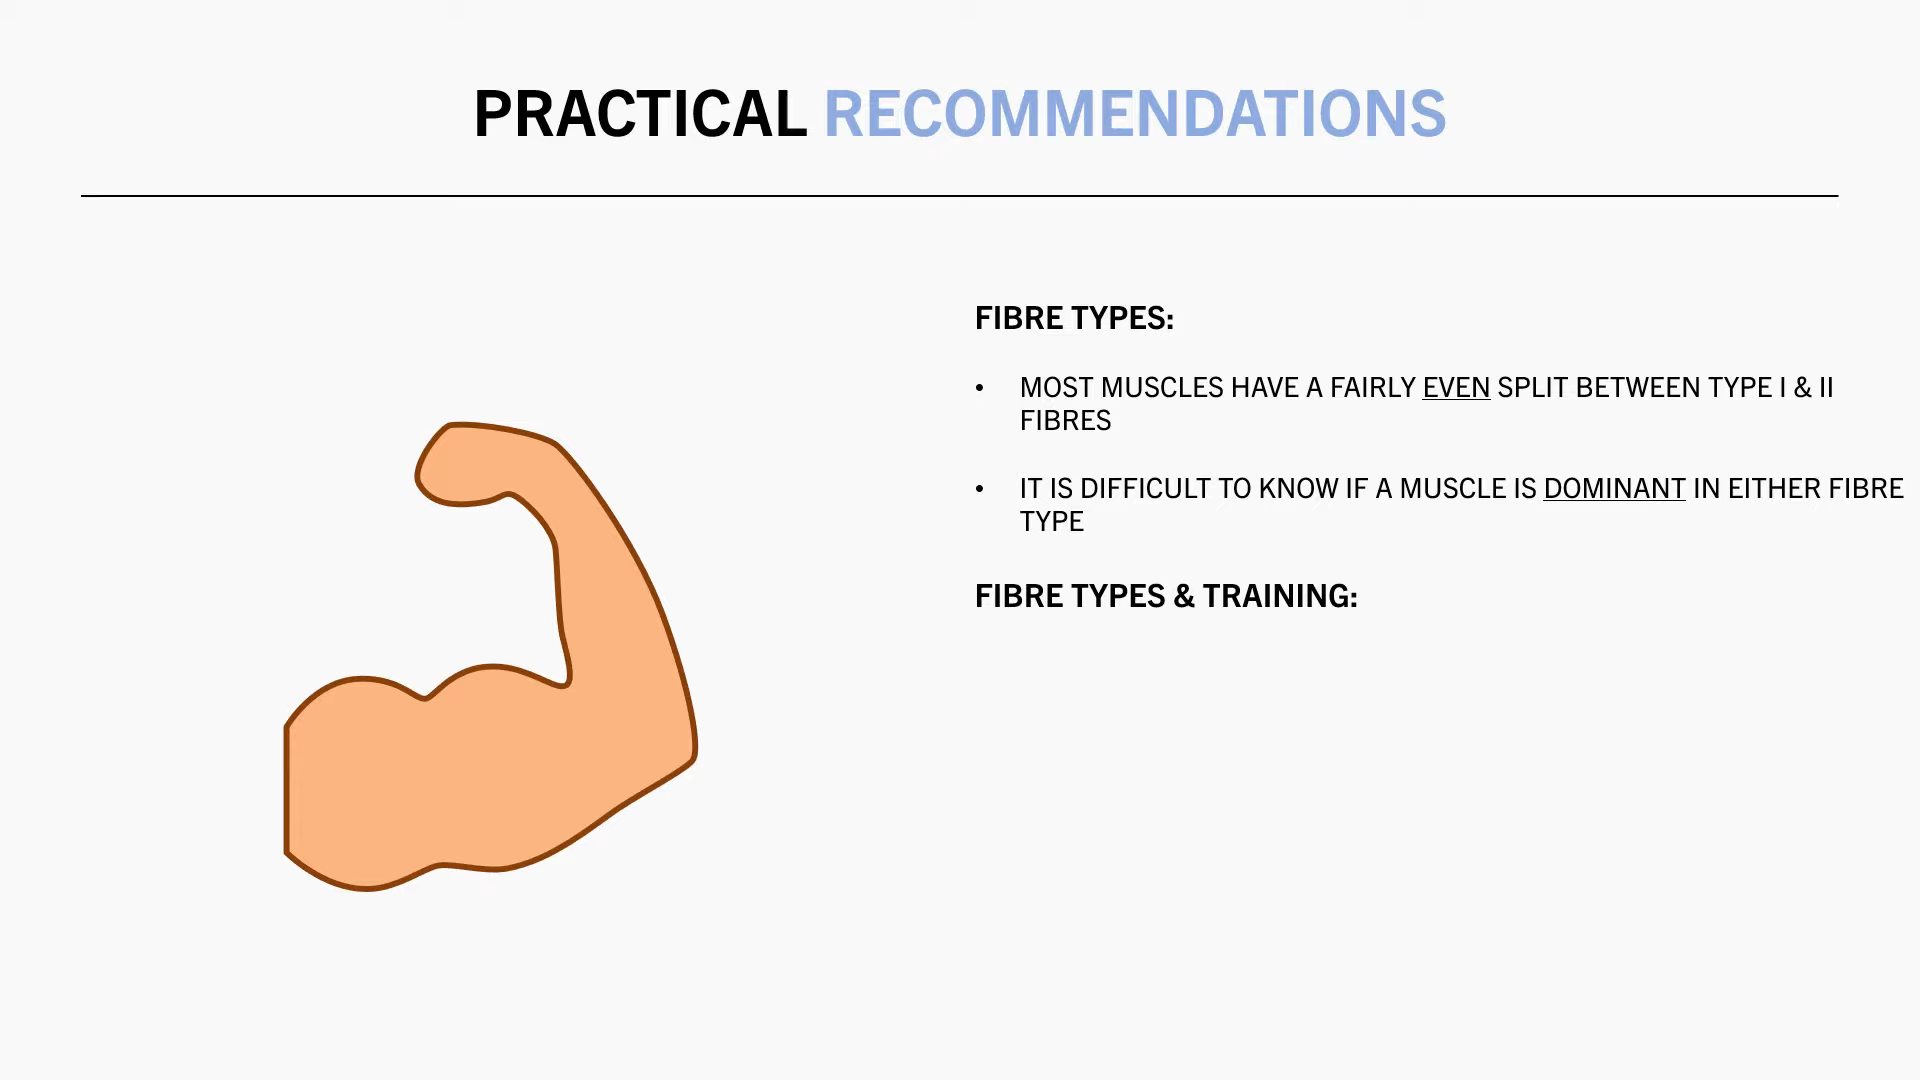 PRACTICAL RECOMMENDATIONS
FIBRE TYPES:
• MOST MUSCLES HAVE A FAIRLY EVEN SPLIT BETWEEN TYPE I & II
FIBRES
• IT IS DIFFICULT TO KNOW IF A MUSCLE IS DOMINANT IN EITHER FIBRE
TYPE
FIBRE TYPES & TRAINING: